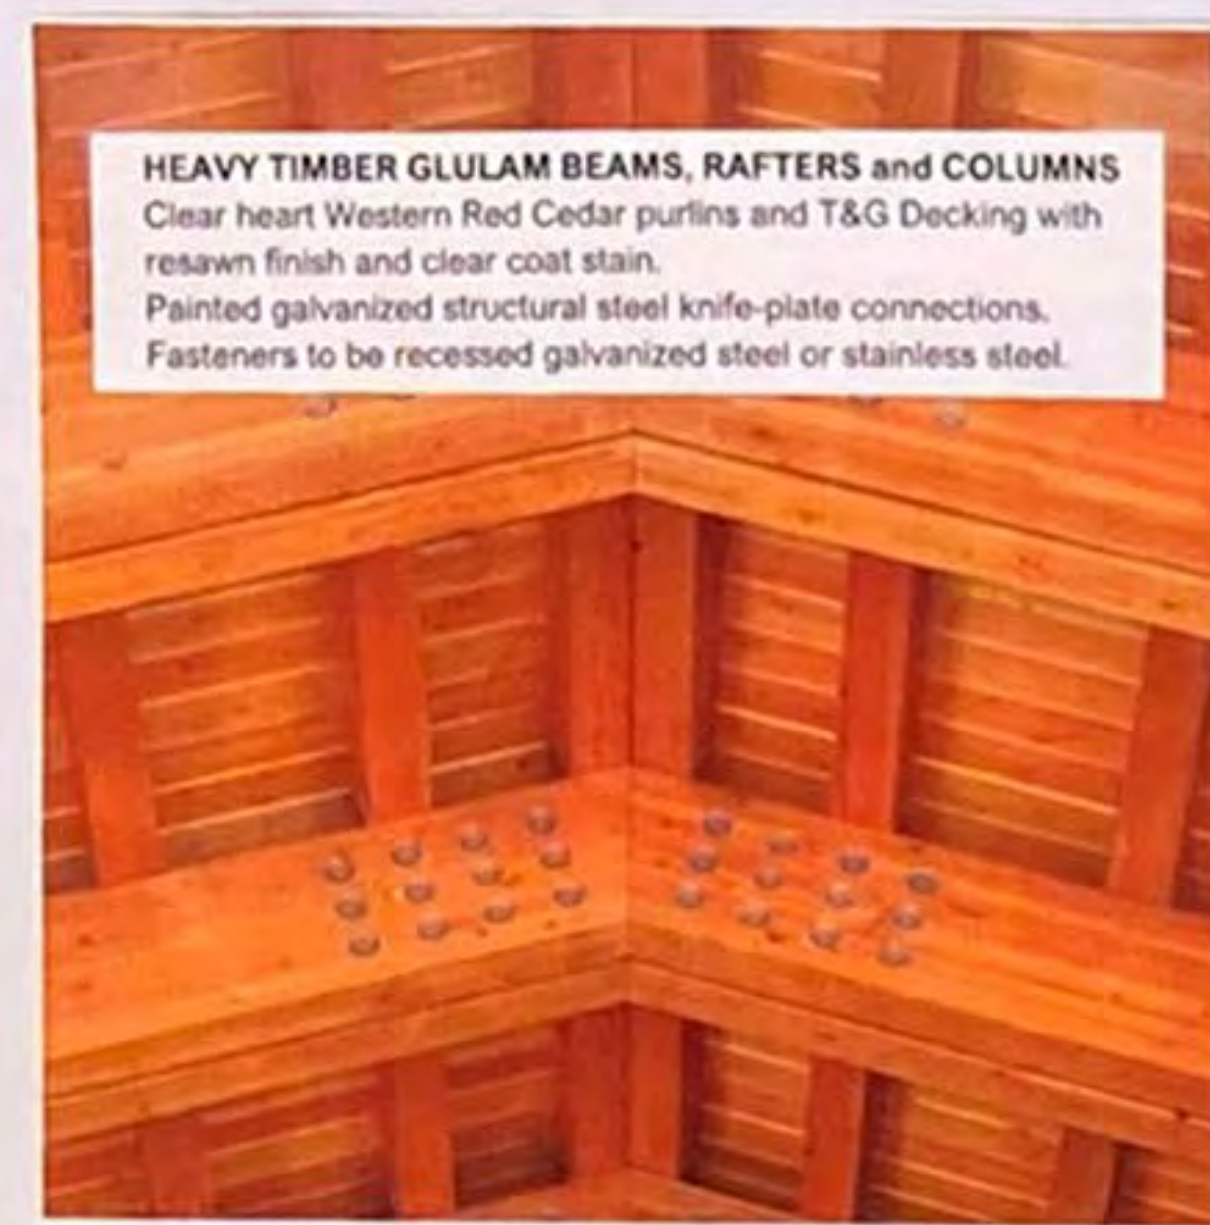 HEAVY TIMBER GLULAM BEAMS, RAFTERS and COLUMNS
Clear heart Western Red Cedar purlins and T&G Decking with
resawn finish and clear coat stain.
Painted galvanized structural steel knife-plate connections.
Fasteners to be recessed galvanized steel or stainless steel.